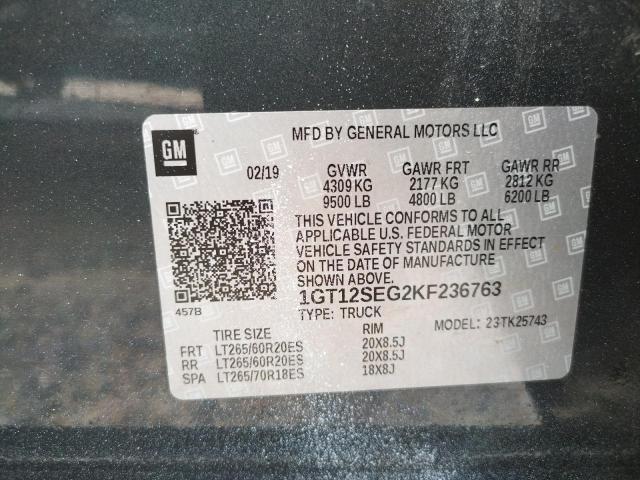 GM
MFD BY GENERAL MOTORS LLC
02/19 GVWR GAWR FRT GAWR RR
4309 KG 2177 KG 2812 KG
9500 LB 4800 LB 6200 LB
THIS VEHICLE CONFORMS TO ALL
APPLICABLE U.S. FEDERAL MOTOR
VEHICLE SAFETY STANDARDS IN EFFECT
ON THE DATE OF MANUFACTURE
SHOWN ABOVE.
457B
1GT12SEG2KF236763
TYPE: TRUCK MODEL: 23TK25743
TIRE SIZE RIM
FRT LT265/60R20ES 20X8.5J
RR LT265/60R20ES 20X8.5J
SPA LT265/70R18ES 18X8J